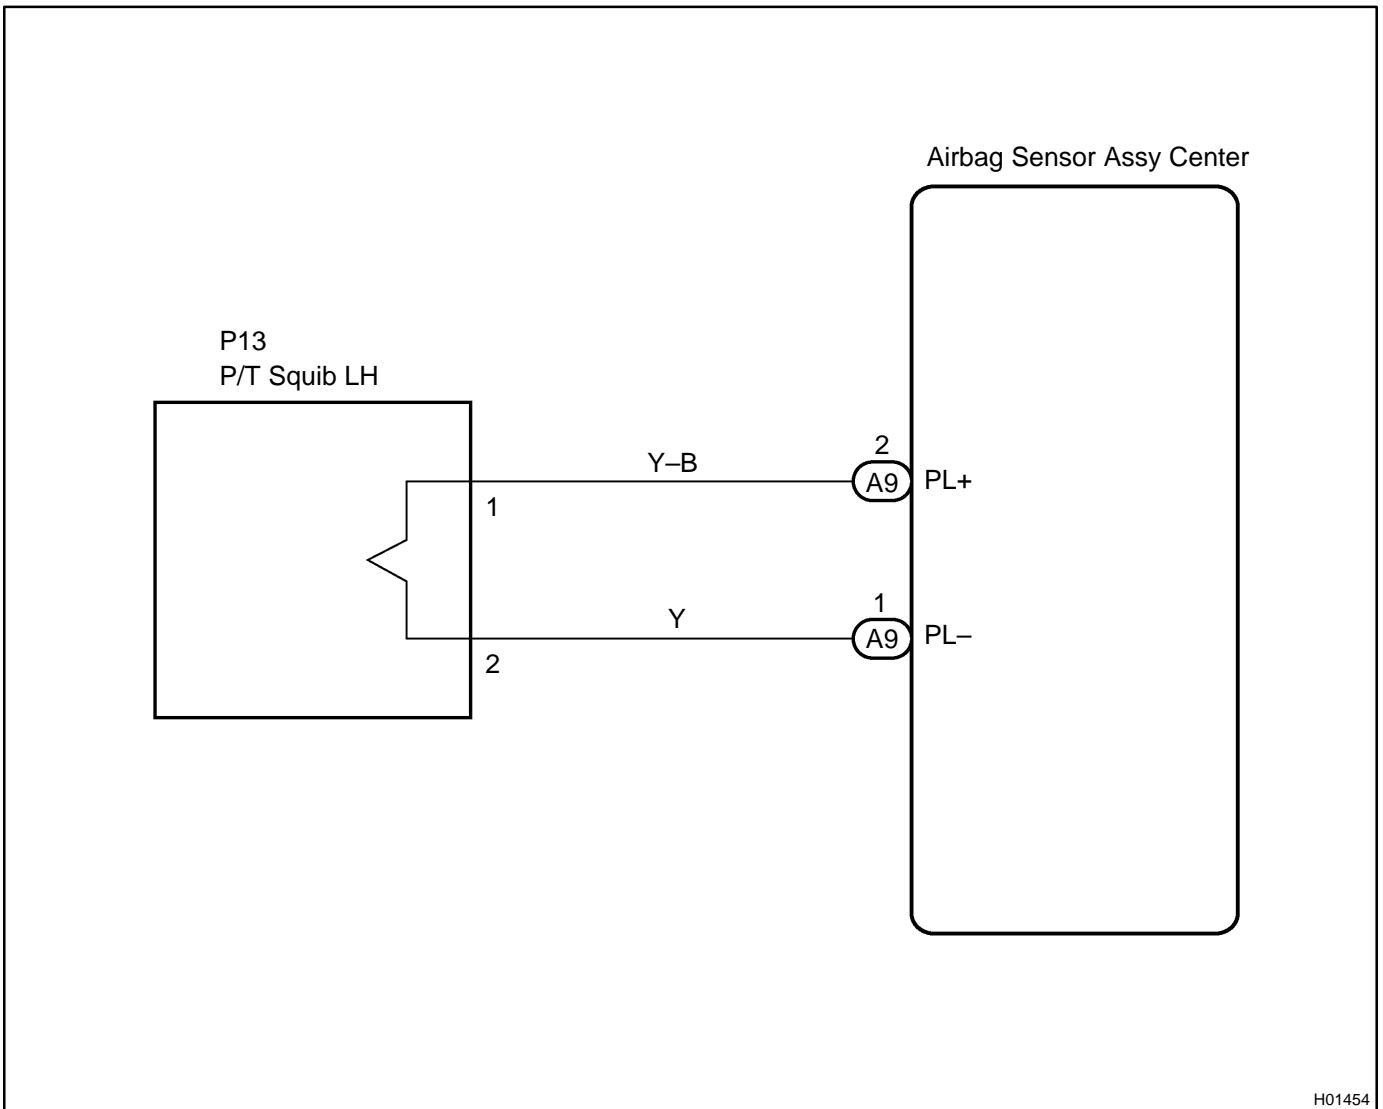 Airbag Sensor Assy Center
P13
P/T Squib LH
Y–B
1
2
A9
PL+
Y
2
1
A9
PL–
H01454